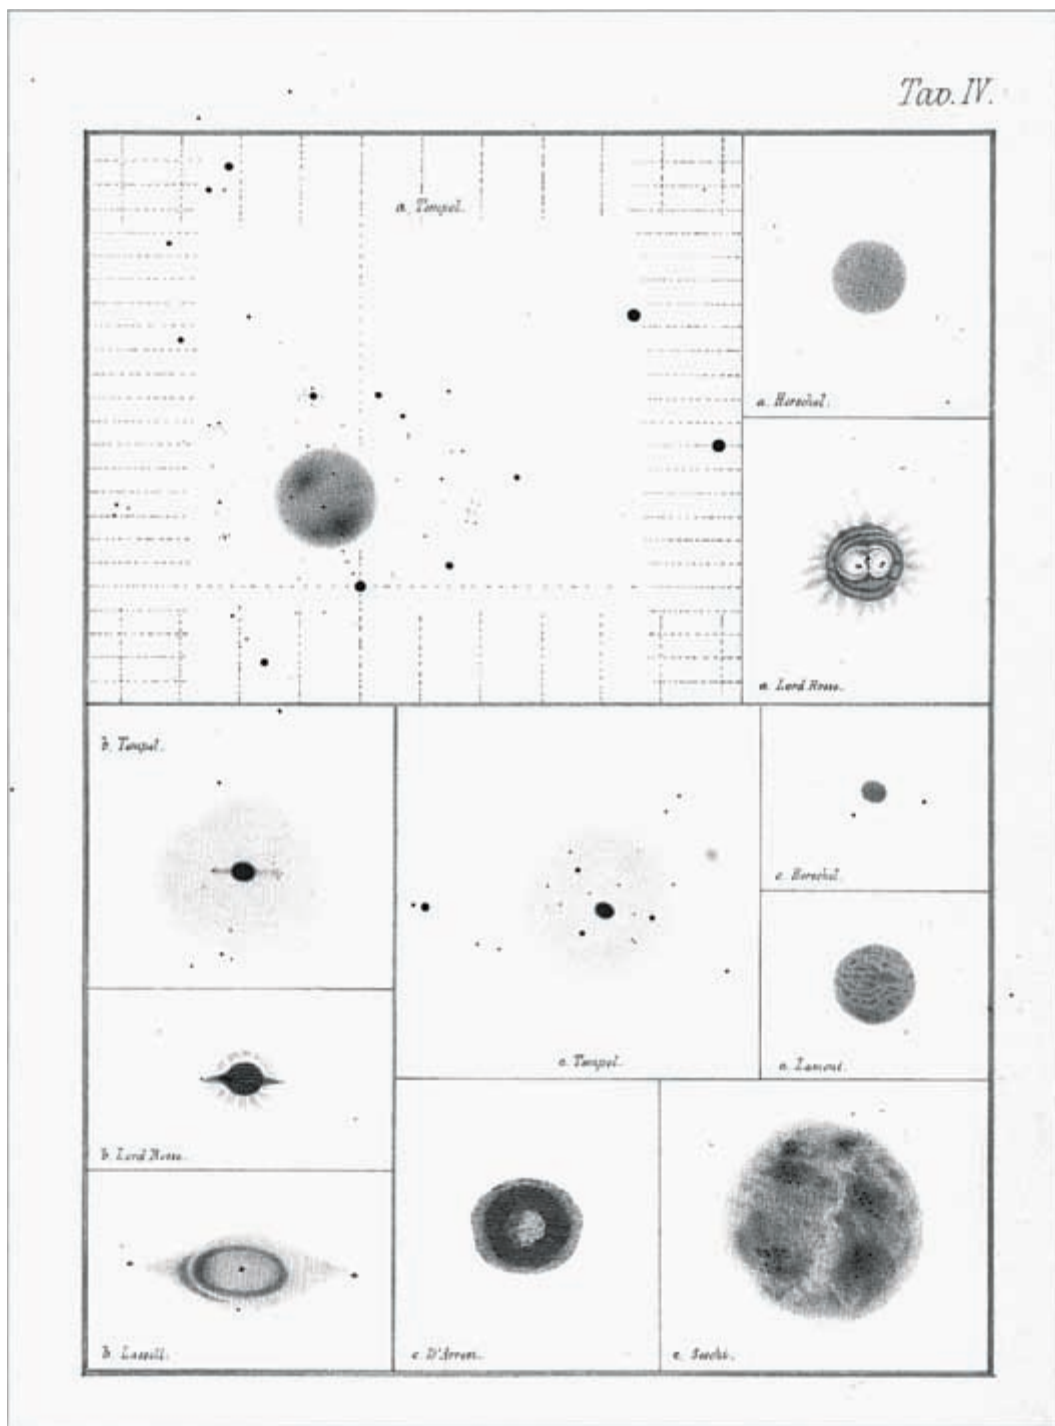 Tav. IV.
a. Tempel.
a. Herschel.
a. Lord Rosse.
b. Tempel.
c. Herschel.
c. Tempel.
a. Lamont.
b. Lord Rosse.
b. Lassell.
c. D'Arrest.
c. Secchi.